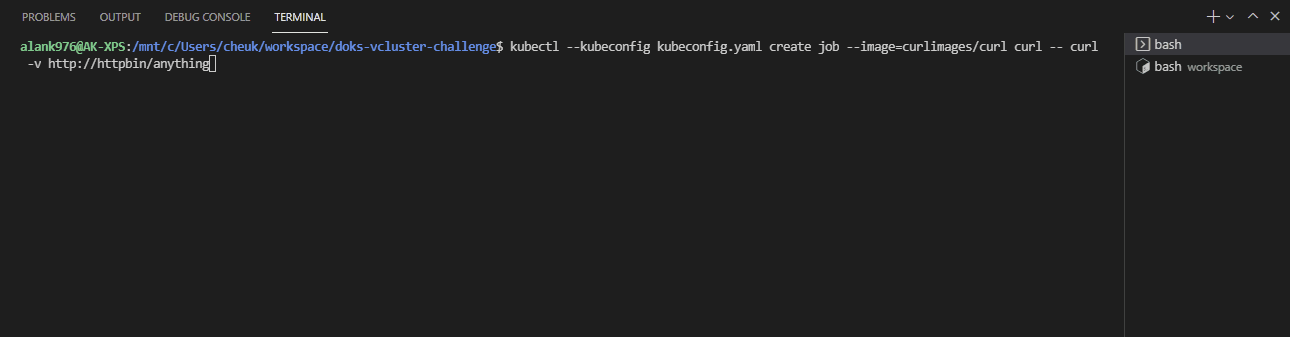 PROBLEMS OUTPUT DEBUG CONSOLE TERMINAL
alank976@AK-XPS:/mnt/c/Users/cheuk/workspace/doks-vcluster-challenge$ kubectl --kubeconfig kubeconfig.yaml create job --image=curlimages/curl curl -- curl
-v http://httpbin/anything
bash
bash workspace